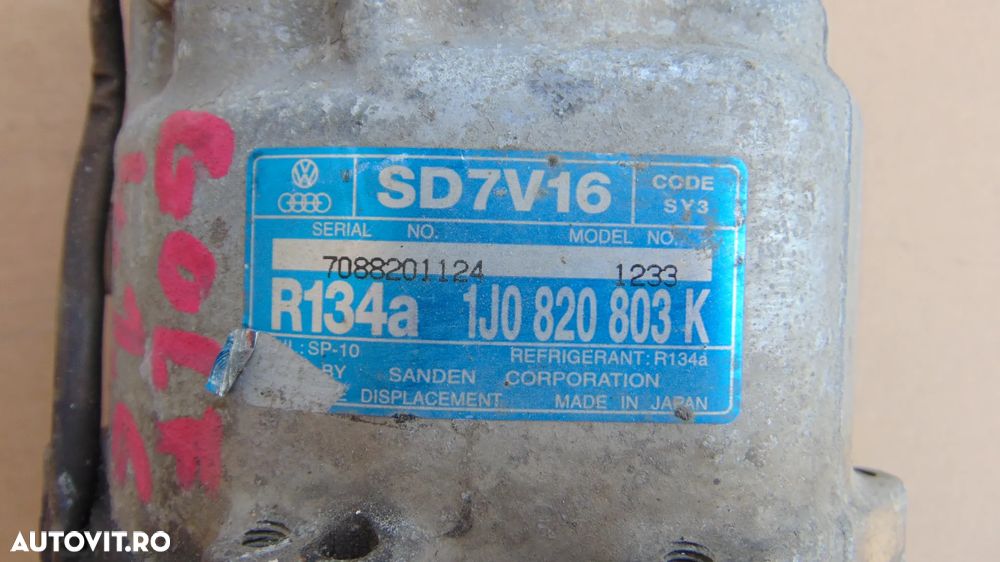 SD7V16
CODE
SY3
SERIAL NO. MODEL NO.
7088201124 1233
R134a 1J0 820 803 K
: SP-10 REFRIGERANT: R134a
BY SANDEN CORPORATION
E DISPLACEMENT MADE IN JAPAN
GOLF
AUTOVIT.RO